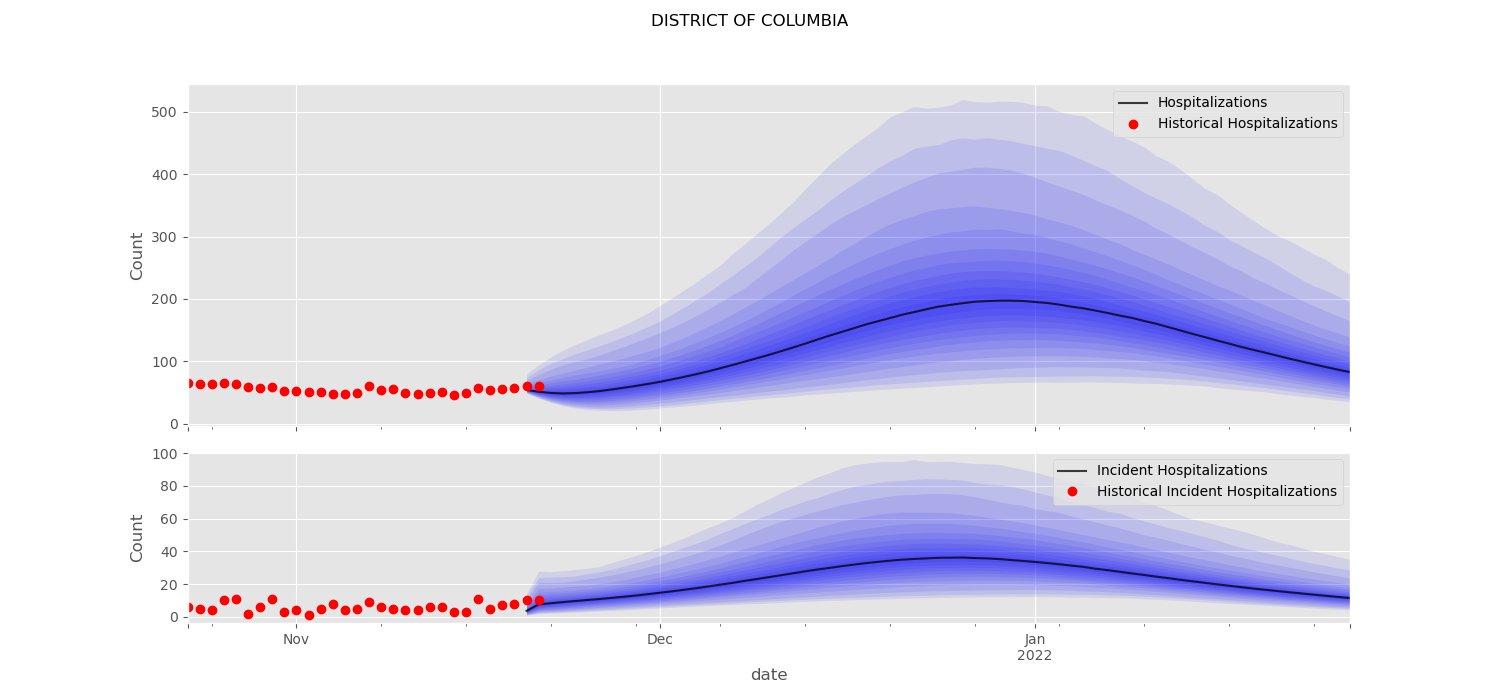 DISTRICT OF COLUMBIA
500
400
300
200
100
0
Count
Hospitalizations
Historical Hospitalizations
100
80
60
40
20
0
Count
Incident Hospitalizations
Historical Incident Hospitalizations
Nov
Dec
Jan
2022
date